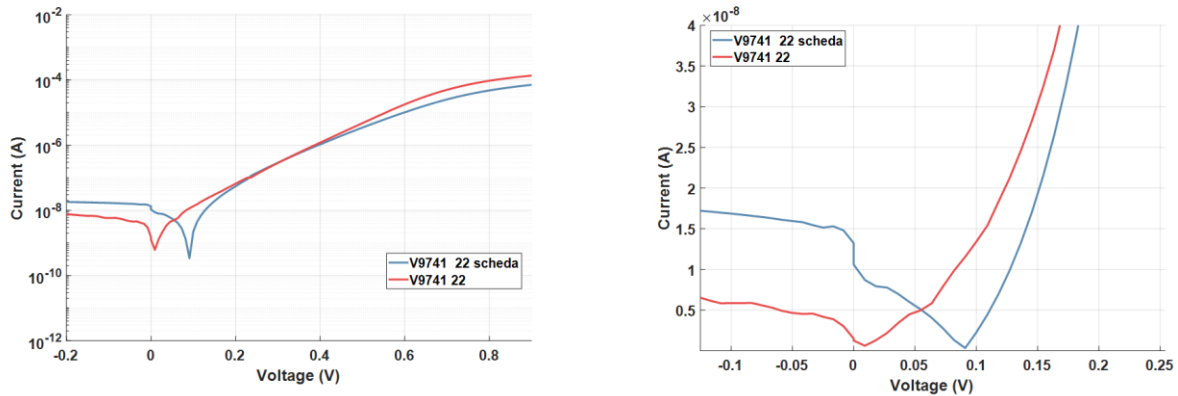 10⁻²
10⁻⁴
10⁻⁶
10⁻⁸
10⁻¹⁰
10⁻¹²
Current (A)
-0.2 0 0.2 0.4 0.6 0.8
Voltage (V)
V9741 22 scheda
V9741 22
×10⁻⁸
4
3.5
3
2.5
2
1.5
1
0.5
Current (A)
-0.1 -0.05 0 0.05 0.1 0.15 0.2 0.25
Voltage (V)
V9741 22 scheda
V9741 22